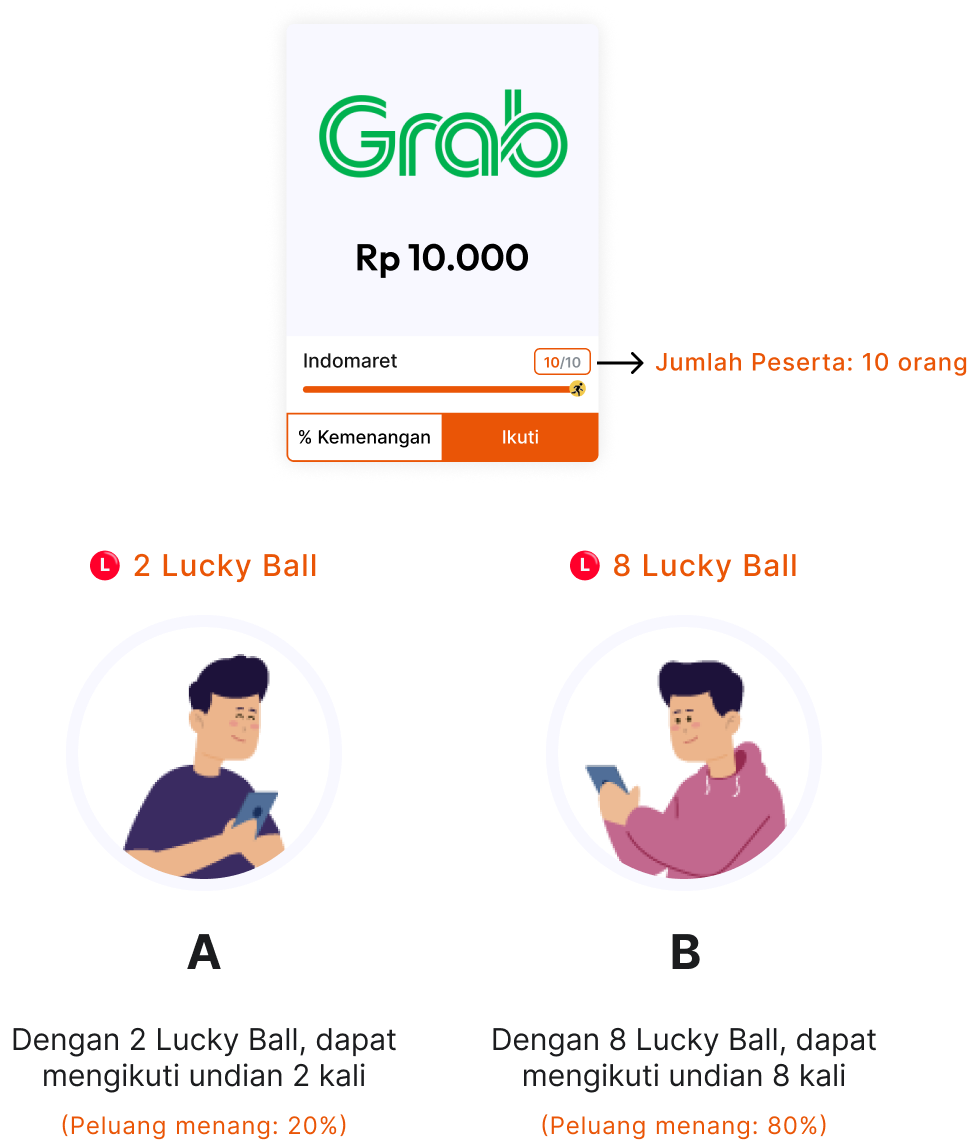 Grab
Rp 10.000
Indomaret 10/10
Jumlah Peserta: 10 orang
% Kemenangan Ikuti
L 2 Lucky Ball
L 8 Lucky Ball
A
B
Dengan 2 Lucky Ball, dapat
mengikuti undian 2 kali
(Peluang menang: 20%)
Dengan 8 Lucky Ball, dapat
mengikuti undian 8 kali
(Peluang menang: 80%)